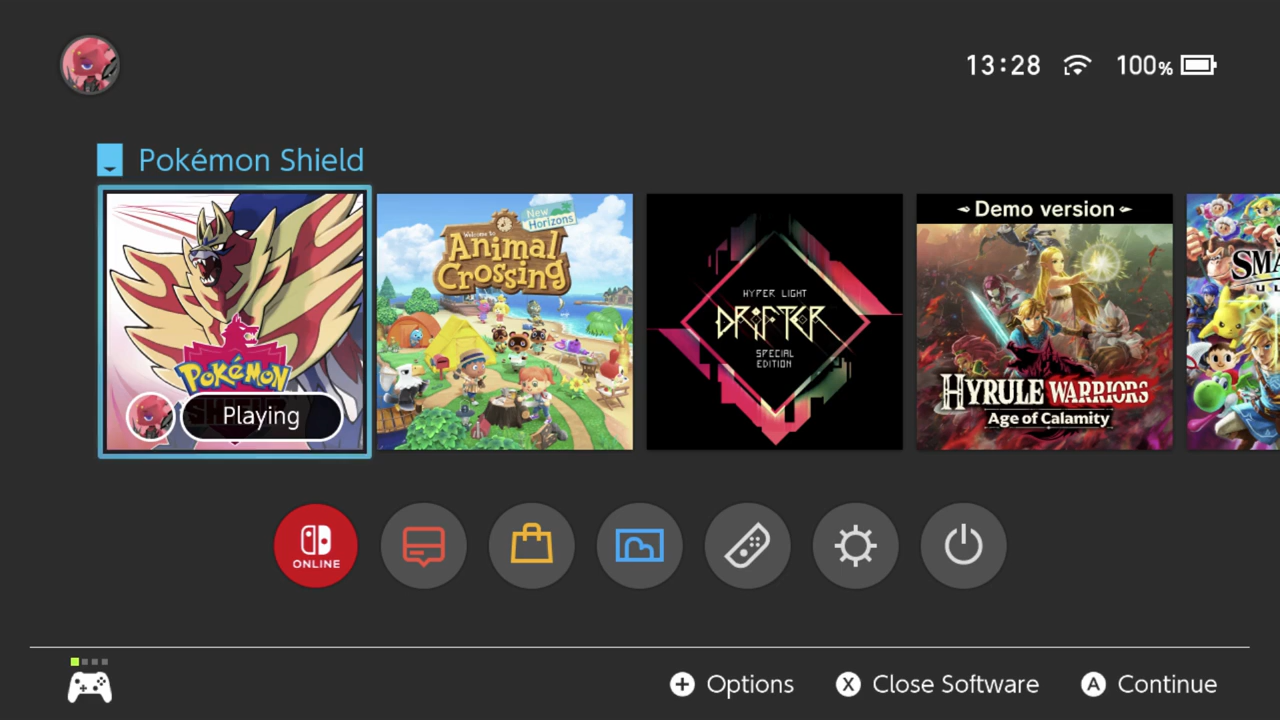 13:28
100%
Pokémon Shield
Welcome to
New Horizons
Animal
Crossing
HYPER LIGHT
DRIFTER
SPECIAL
EDITION
Demo version
HYRULE WARRIORS
Age of Calamity
POKéMON
SHIELD
Playing
ONLINE
Options
X Close Software
A Continue